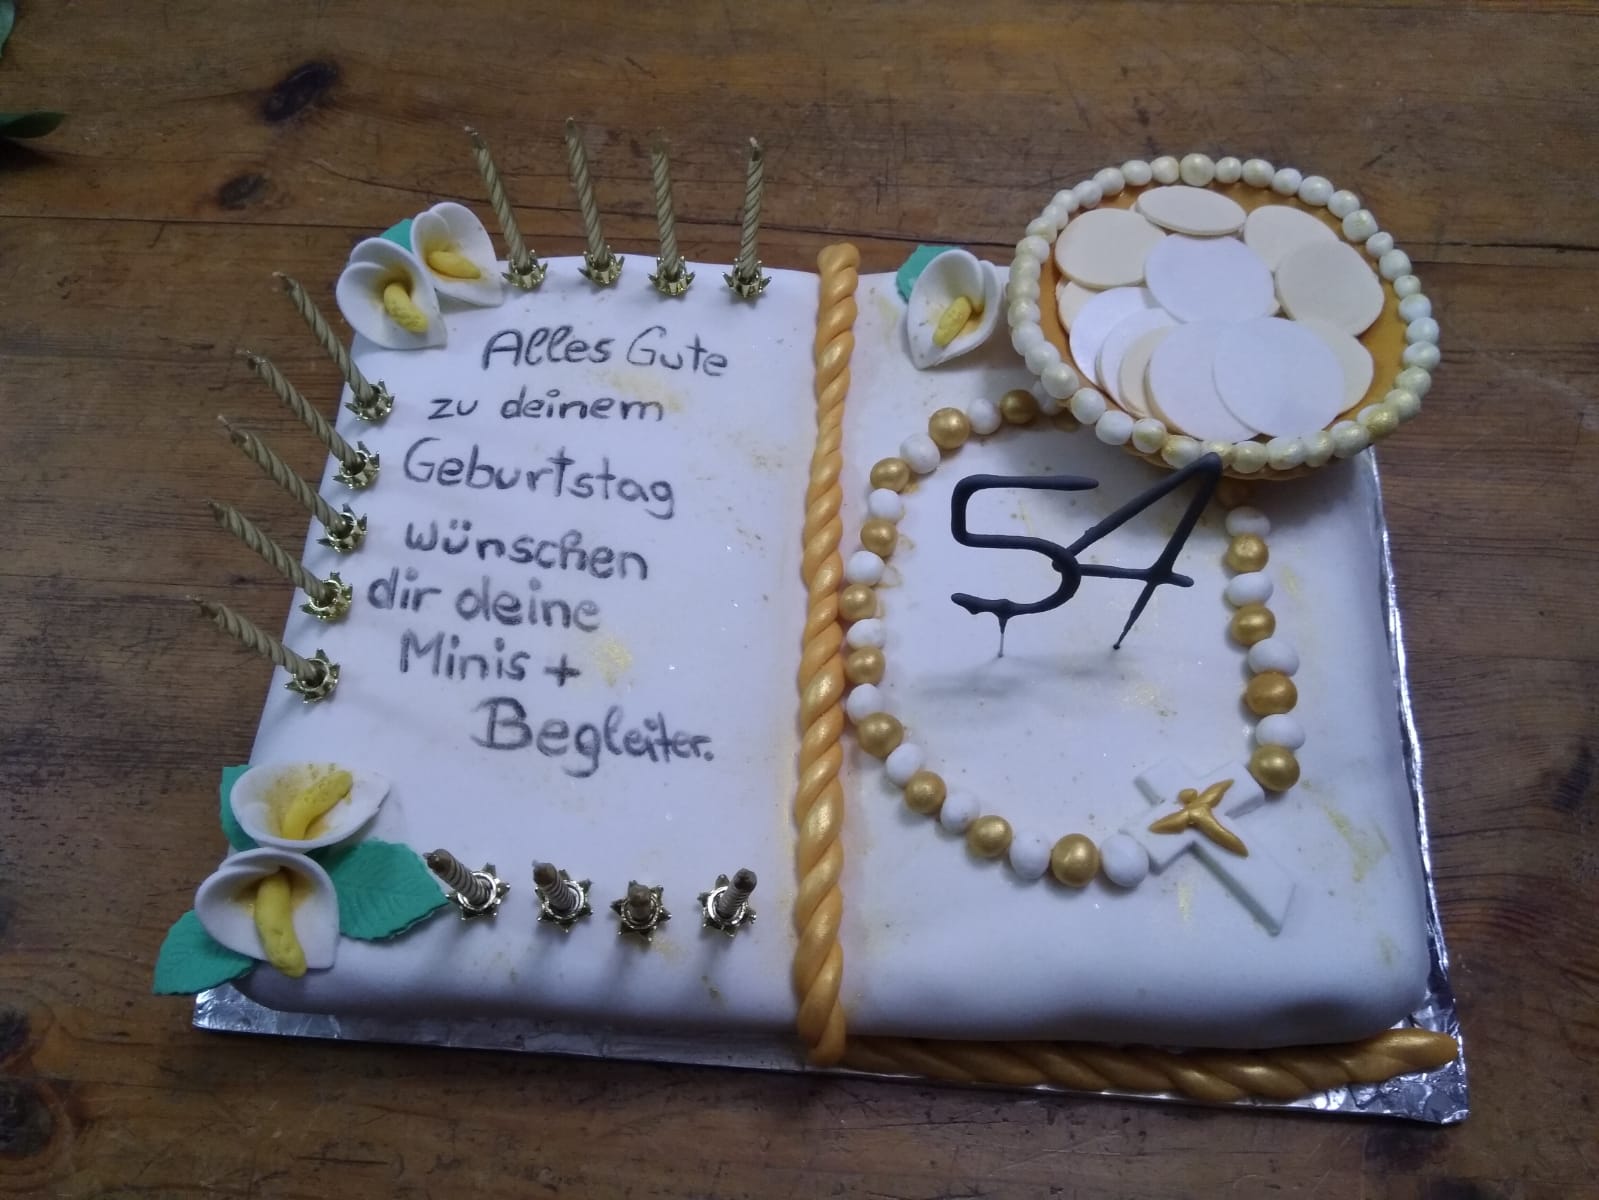 Alles Gute
zu deinem
Geburtstag
wünschen
dir deine
Minis +
Begleiter.
54